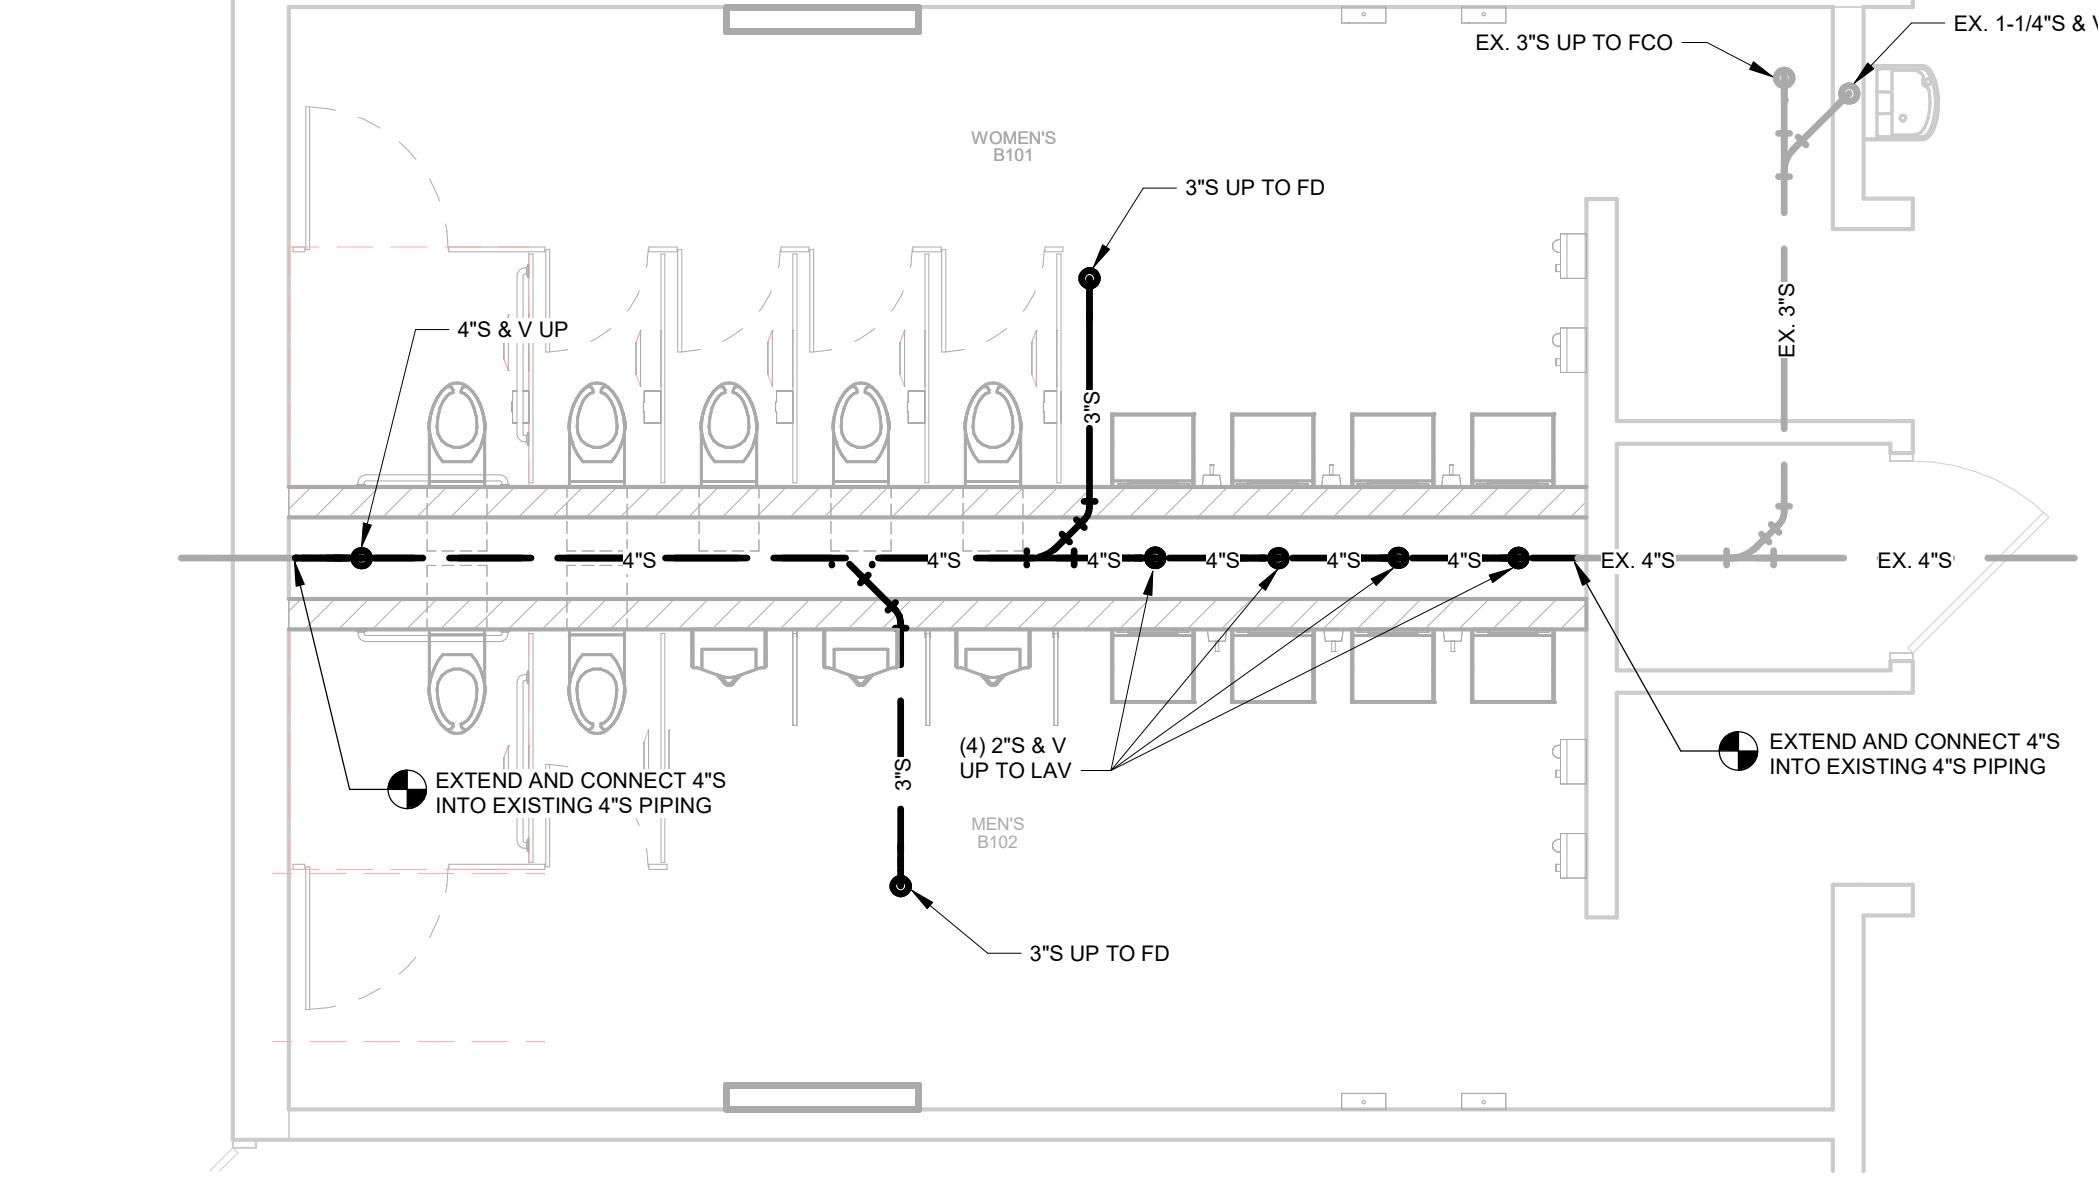 EX. 1-1/4"S & V
EX. 3"S UP TO FCO
WOMEN'S
B101
3"S UP TO FD
4"S & V UP
EX. 3"S
3"S
4"S
4"S
4"S
4"S
4"S
4"S
EX. 4"S
EX. 4"S
(4) 2"S & V
UP TO LAV
3"S
EXTEND AND CONNECT 4"S
INTO EXISTING 4"S PIPING
EXTEND AND CONNECT 4"S
INTO EXISTING 4"S PIPING
MEN'S
B102
3"S UP TO FD